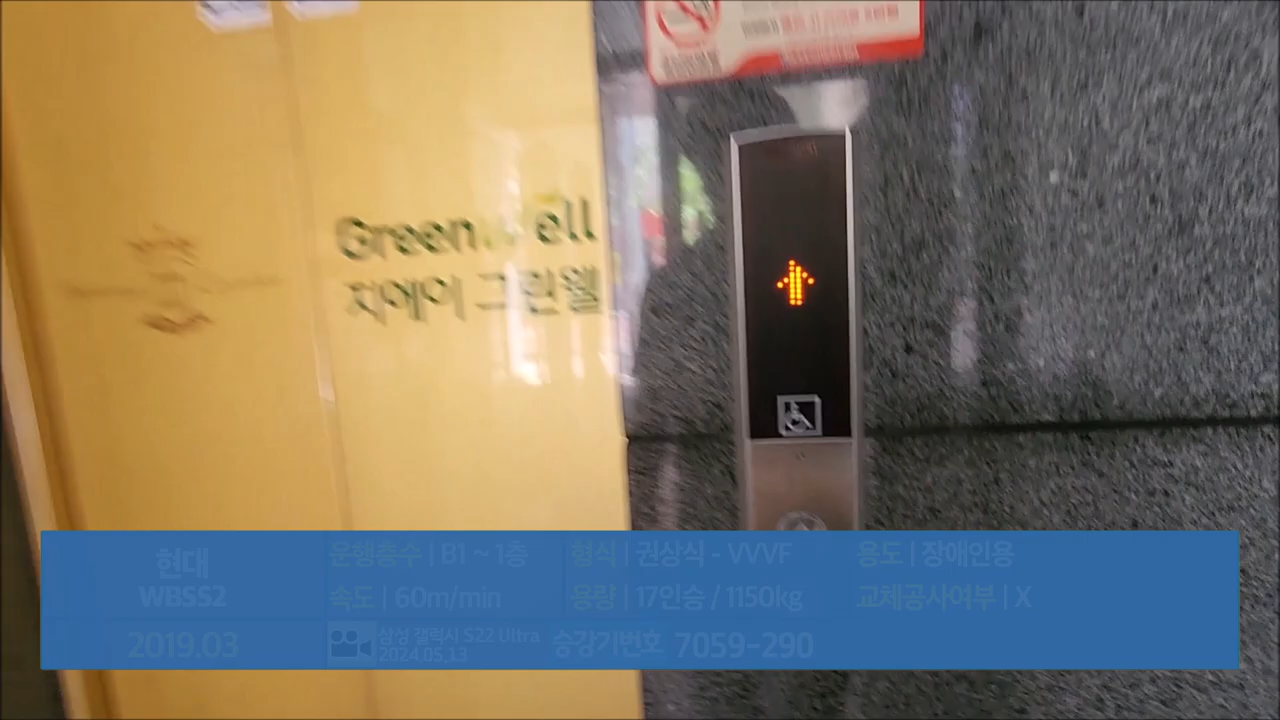 GreenWell
지에이 그린웰
현대
WBSS2
2019.03
운행층수 | B1 ~ 1층
형식 | 권상식 - VVVF
용도 | 장애인용
속도 | 60m/min
용량 | 17인승 / 1150kg
교체공사여부 | X
삼성 갤럭시 S22 Ultra
2024.05.13
승강기번호 7059-290